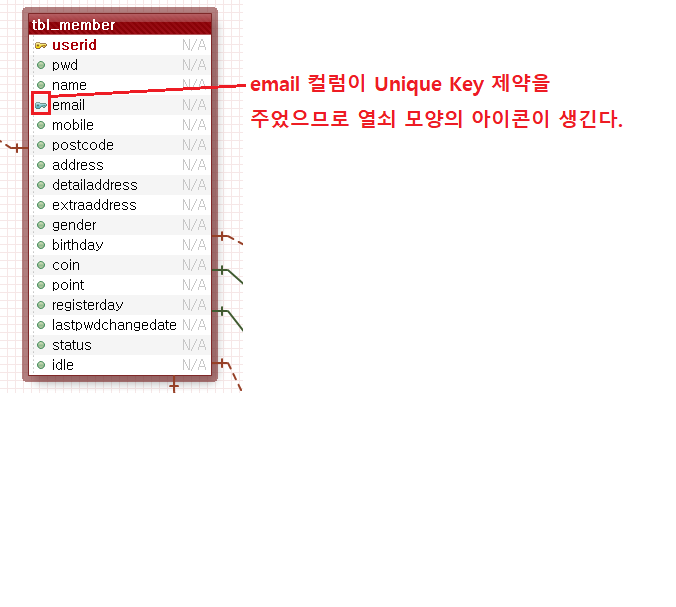 tbl_member
userid N/A
pwd N/A
name N/A
email N/A
mobile N/A
postcode N/A
address N/A
detailaddress N/A
extraaddress N/A
gender N/A
birthday N/A
coin N/A
point N/A
registerday N/A
lastpwdchangedate N/A
status N/A
idle N/A
email 컬럼이 Unique Key 제약을
주었으므로 열쇠 모양의 아이콘이 생긴다.